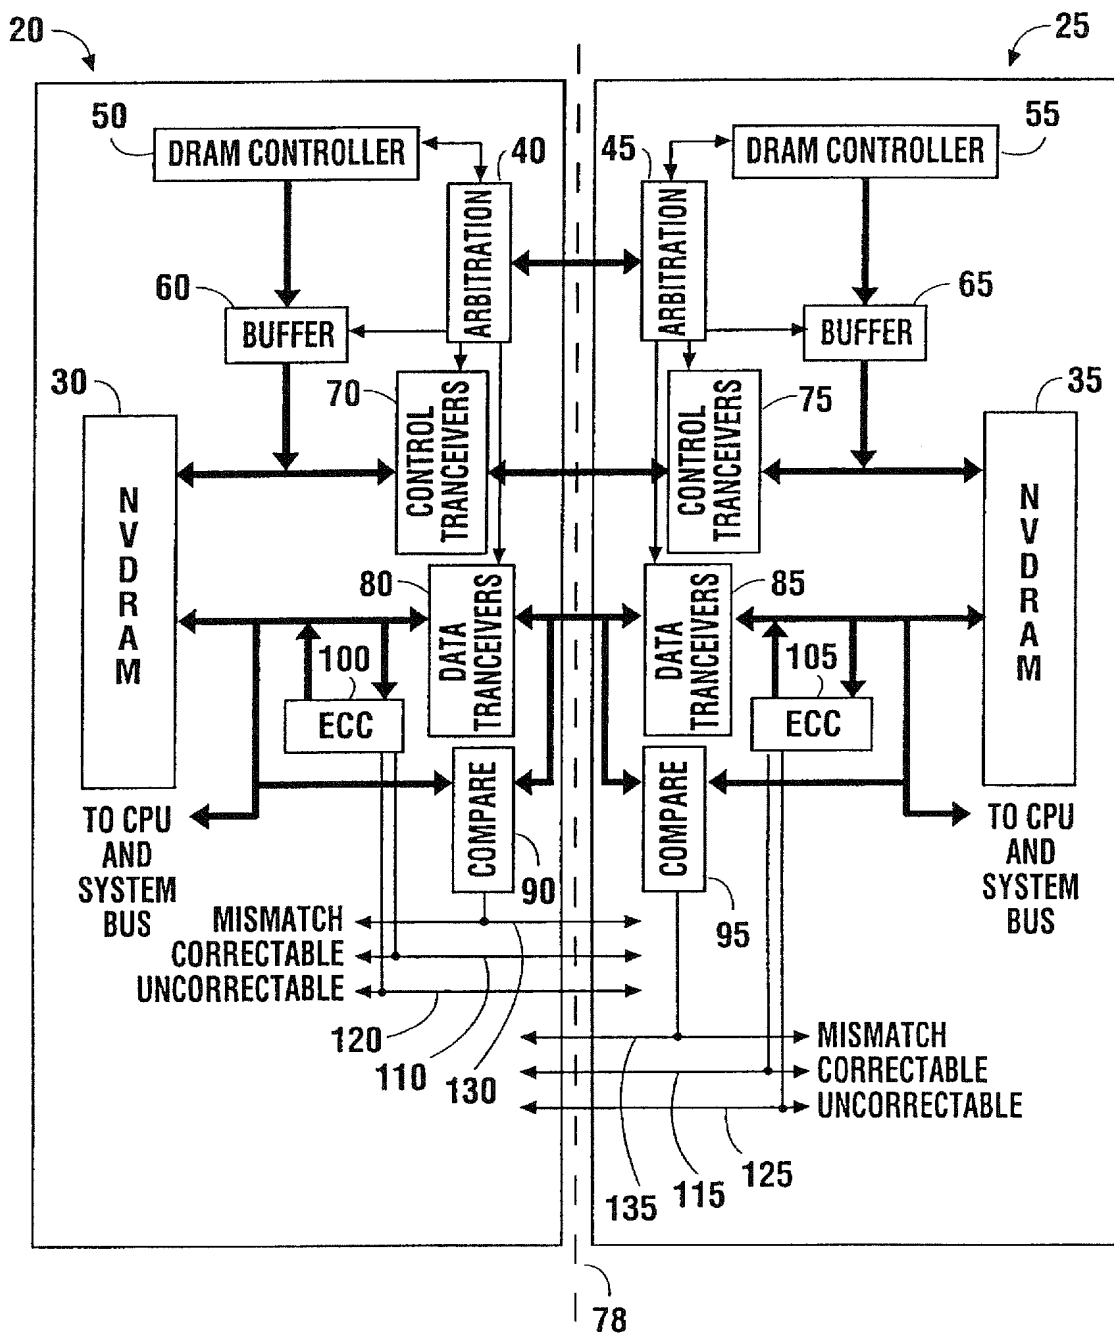 20
25
50
DRAM CONTROLLER
40
ARBITRATION
45
ARBITRATION
55
DRAM CONTROLLER
60
BUFFER
65
BUFFER
30
NVDRAM
70
CONTROL
TRANCEIVERS
75
CONTROL
TRANCEIVERS
35
NVDRAM
80
DATA
TRANCEIVERS
85
DATA
TRANCEIVERS
100
ECC
105
ECC
COMPARE
90
COMPARE
95
TO CPU
AND
SYSTEM
BUS
TO CPU
AND
SYSTEM
BUS
MISMATCH
CORRECTABLE
UNCORRECTABLE
120
110
130
MISMATCH
CORRECTABLE
UNCORRECTABLE
135
115
125
78